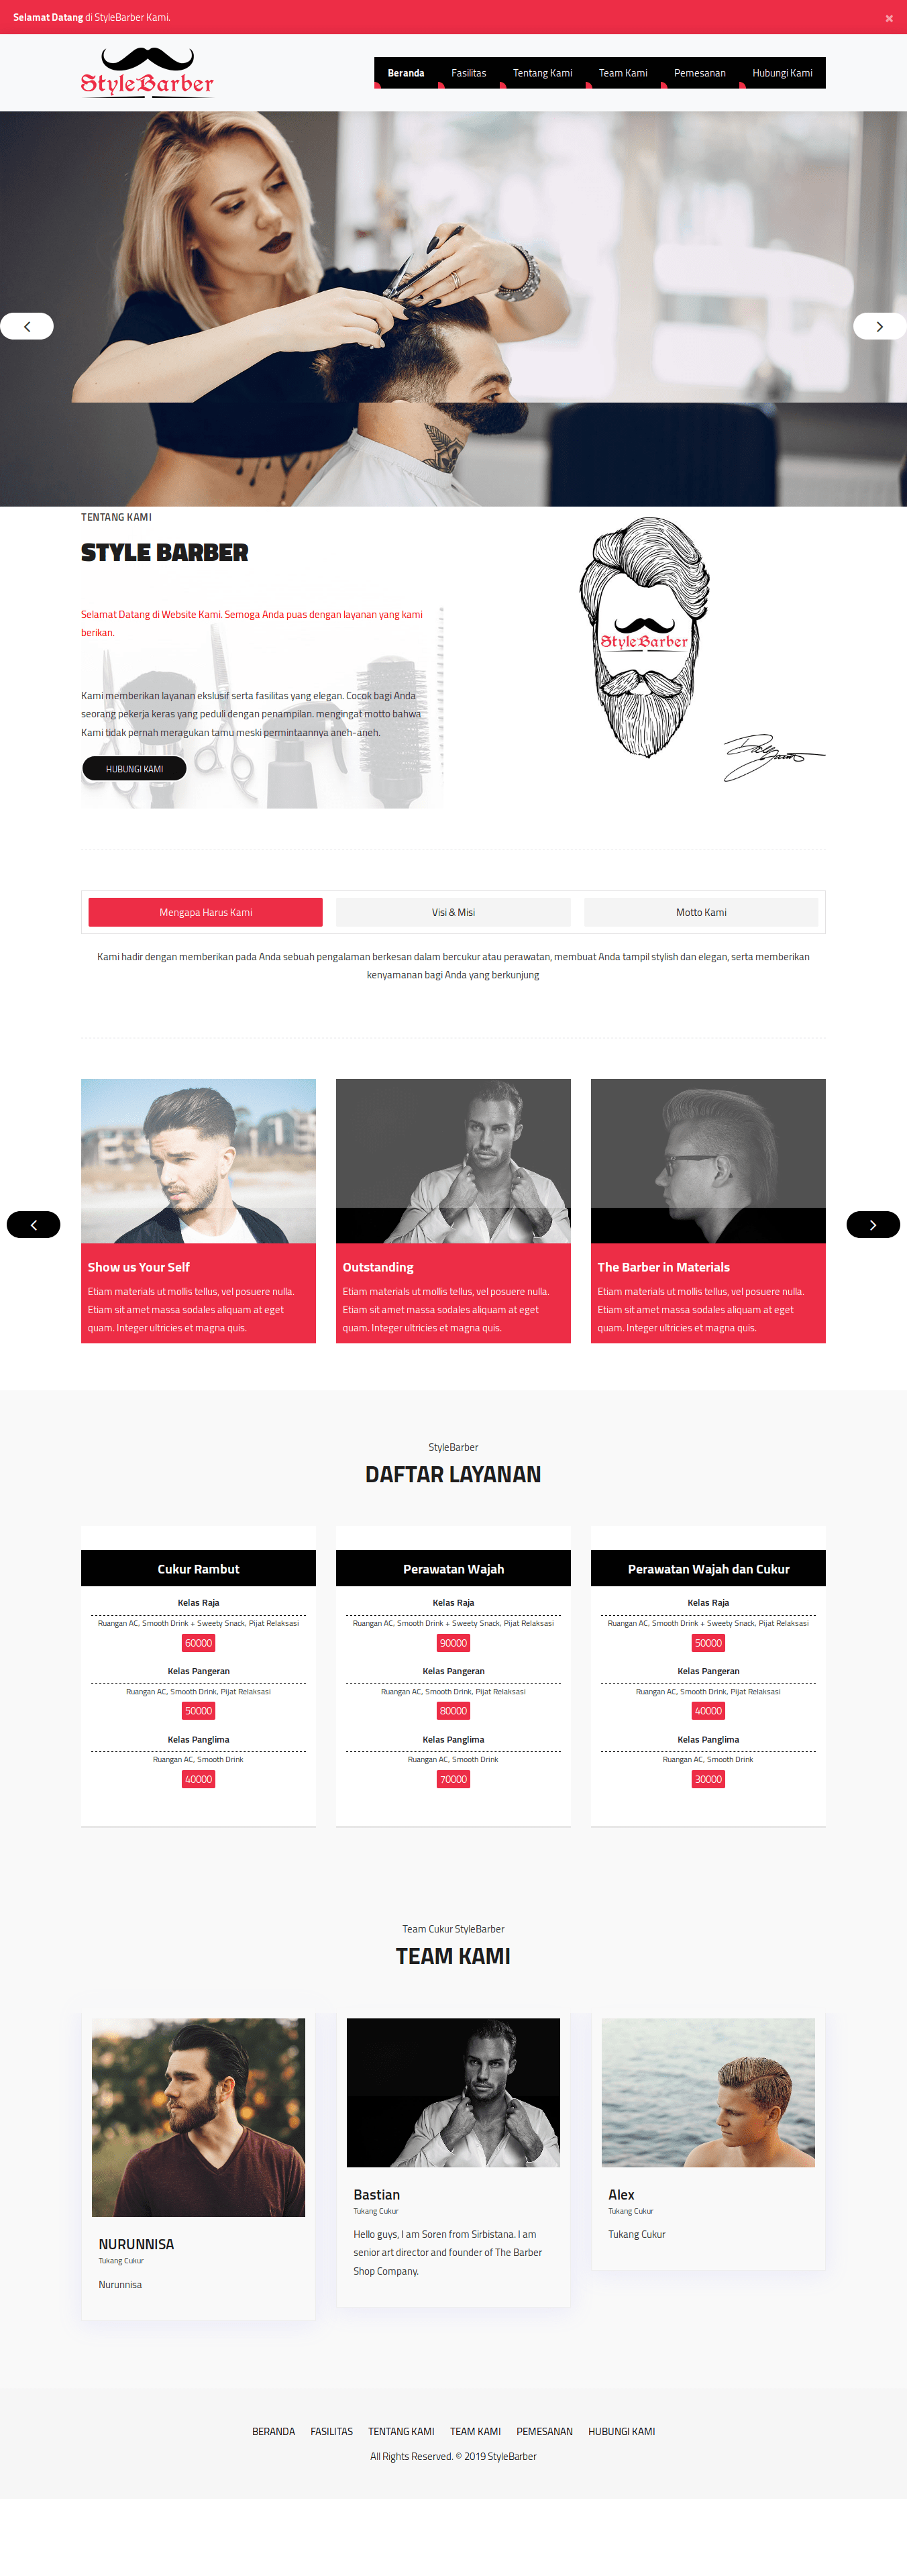 Selamat Datang di StyleBarber Kami.
×
StyleBarber
Beranda Fasilitas Tentang Kami Team Kami Pemesanan Hubungi Kami
TENTANG KAMI
STYLE BARBER
Selamat Datang di Website Kami. Semoga Anda puas dengan layanan yang kami
berikan.
Kami memberikan layanan ekslusif serta fasilitas yang elegan. Cocok bagi Anda
seorang pekerja keras yang peduli dengan penampilan. mengingat motto bahwa
Kami tidak pernah meragukan tamu meski permintaannya aneh-aneh.
HUBUNGI KAMI
StyleBarber
Mengapa Harus Kami Visi & Misi Motto Kami
Kami hadir dengan memberikan pada Anda sebuah pengalaman berkesan dalam bercukur atau perawatan, membuat Anda tampil stylish dan elegan, serta memberikan
kenyamanan bagi Anda yang berkunjung
Show us Your Self
Etiam materials ut mollis tellus, vel posuere nulla.
Etiam sit amet massa sodales aliquam at eget
quam. Integer ultricies et magna quis.
Outstanding
Etiam materials ut mollis tellus, vel posuere nulla.
Etiam sit amet massa sodales aliquam at eget
quam. Integer ultricies et magna quis.
The Barber in Materials
Etiam materials ut mollis tellus, vel posuere nulla.
Etiam sit amet massa sodales aliquam at eget
quam. Integer ultricies et magna quis.
StyleBarber
DAFTAR LAYANAN
Cukur Rambut
Kelas Raja
Ruangan AC, Smooth Drink + Sweety Snack, Pijat Relaksasi
60000
Kelas Pangeran
Ruangan AC, Smooth Drink, Pijat Relaksasi
50000
Kelas Panglima
Ruangan AC, Smooth Drink
40000
Perawatan Wajah
Kelas Raja
Ruangan AC, Smooth Drink + Sweety Snack, Pijat Relaksasi
90000
Kelas Pangeran
Ruangan AC, Smooth Drink, Pijat Relaksasi
80000
Kelas Panglima
Ruangan AC, Smooth Drink
70000
Perawatan Wajah dan Cukur
Kelas Raja
Ruangan AC, Smooth Drink + Sweety Snack, Pijat Relaksasi
50000
Kelas Pangeran
Ruangan AC, Smooth Drink, Pijat Relaksasi
40000
Kelas Panglima
Ruangan AC, Smooth Drink
30000
Team Cukur StyleBarber
TEAM KAMI
NURUNNISA
Tukang Cukur
Nurunnisa
Bastian
Tukang Cukur
Hello guys, I am Soren from Sirbistana. I am
senior art director and founder of The Barber
Shop Company.
Alex
Tukang Cukur
Tukang Cukur
BERANDA FASILITAS TENTANG KAMI TEAM KAMI PEMESANAN HUBUNGI KAMI
All Rights Reserved. © 2019 StyleBarber